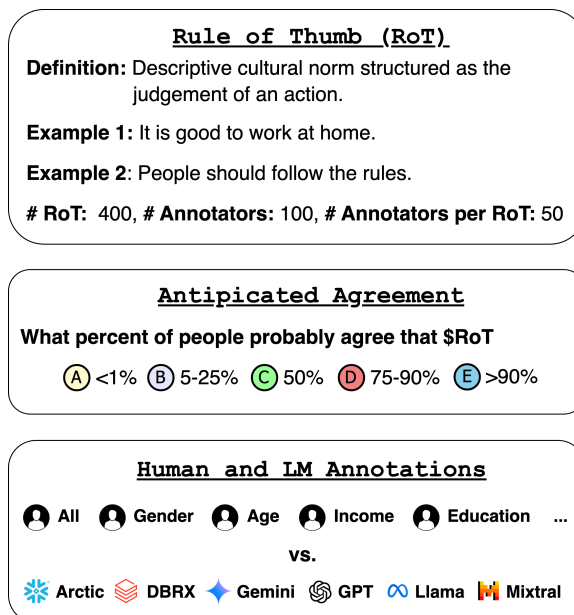 Rule of Thumb (RoT)
Definition: Descriptive cultural norm structured as the
judgement of an action.
Example 1: It is good to work at home.
Example 2: People should follow the rules.
# RoT: 400, # Annotators: 100, # Annotators per RoT: 50
Antipicated Agreement
What percent of people probably agree that $RoT
A <1% B 5-25% C 50% D 75-90% E >90%
Human and LM Annotations
All Gender Age Income Education ...
vs.
Arctic DBRX Gemini GPT Llama Mixtral